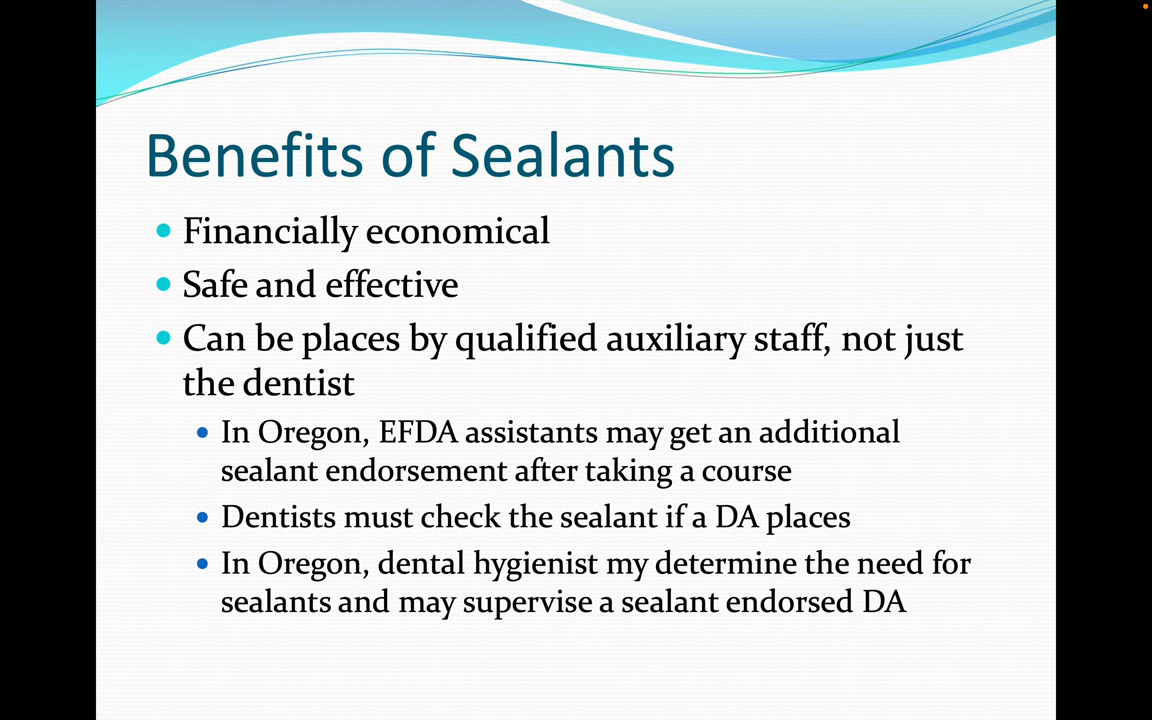 Benefits of Sealants
Financially economical
Safe and effective
Can be places by qualified auxiliary staff, not just
the dentist
In Oregon, EFDA assistants may get an additional
sealant endorsement after taking a course
Dentists must check the sealant if a DA places
In Oregon, dental hygienist my determine the need for
sealants and may supervise a sealant endorsed DA